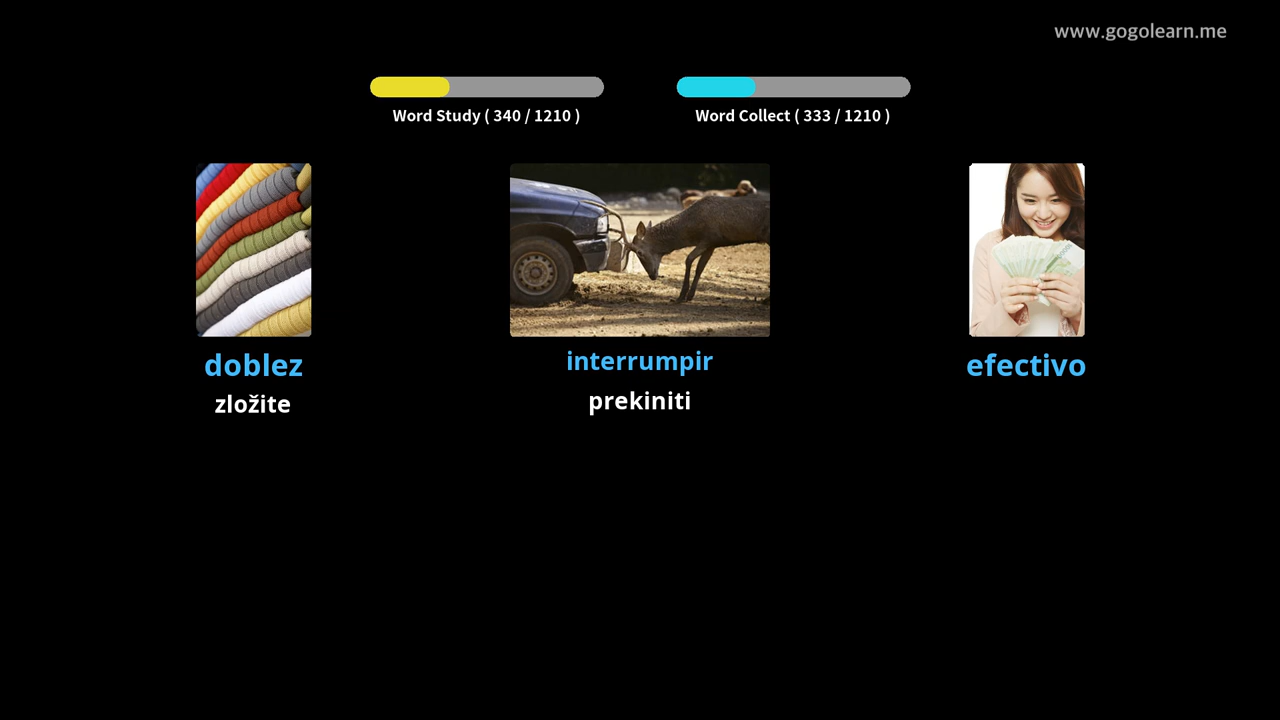 www.gogolearn.me
Word Study ( 340 / 1210 )
Word Collect ( 333 / 1210 )
doblez
zložite
interrumpir
prekiniti
efectivo